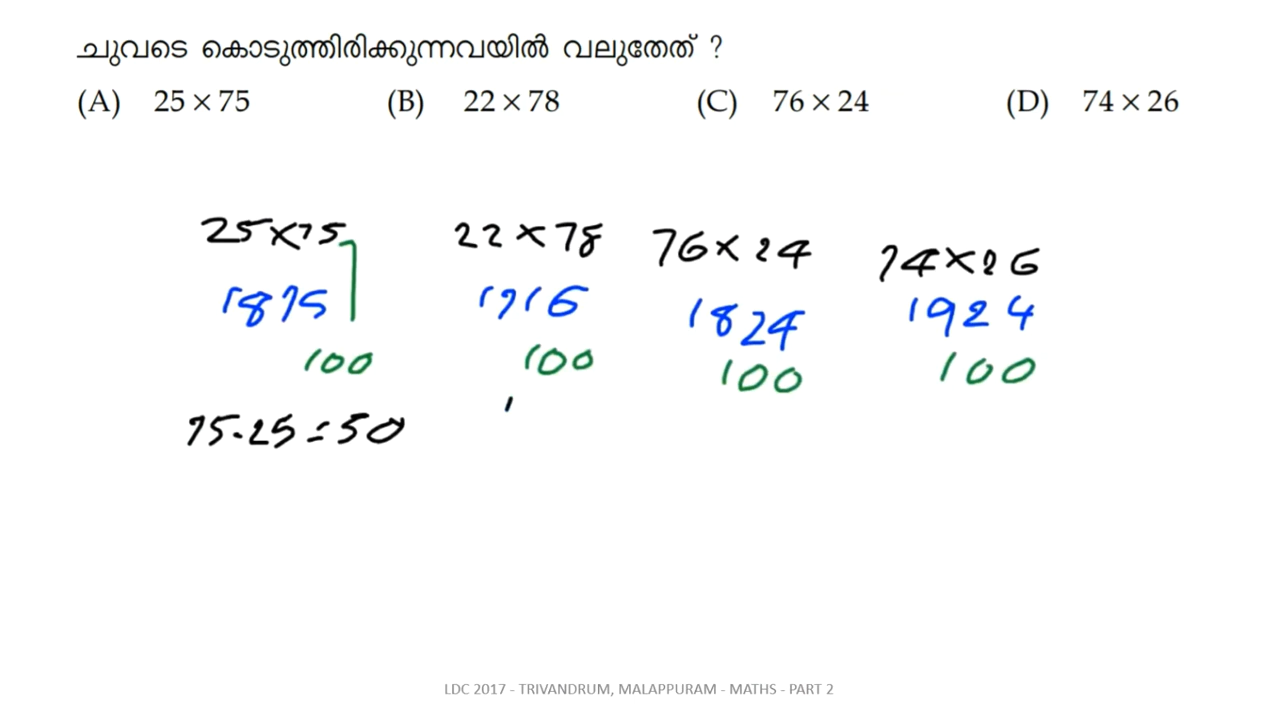 ചുവടെ കൊടുത്തിരിക്കുന്നവയിൽ വലുതേത് ?
(A) 25 × 75 (B) 22 × 78 (C) 76 × 24 (D) 74 × 26
25×75 22×78 76×24 74×26
1875 1716 1824 1924
100 100 100 100
75-25=50
LDC 2017 - TRIVANDRUM, MALAPPURAM - MATHS - PART 2